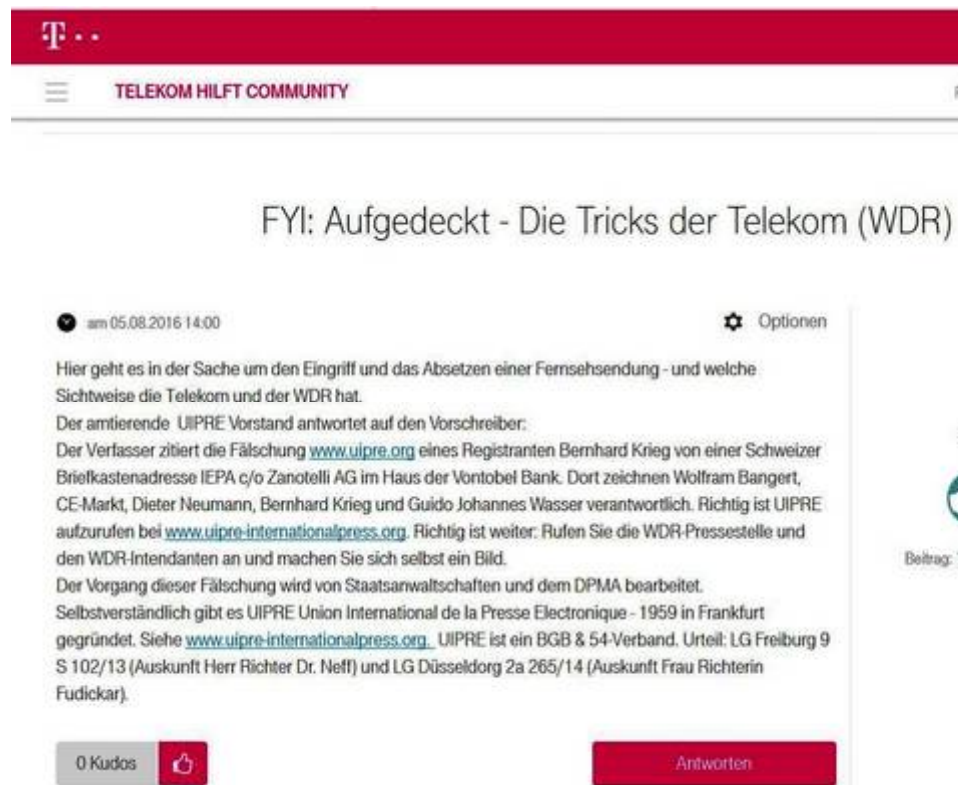 T
TELEKOM HILFT COMMUNITY
FYI: Aufgedeckt - Die Tricks der Telekom (WDR)
am 05.08.2016 14:00
Optionen
Hier geht es in der Sache um den Eingriff und das Absetzen einer Fernsehsendung - und welche
Sichtweise die Telekom und der WDR hat.
Der amtierende UIPRE Vorstand antwortet auf den Vorschreiber:
Der Verfasser zitiert die Fälschung www.uipre.org eines Registranten Bernhard Krieg von einer Schweizer
Briefkastenadresse IEPA c/o Zanotelli AG im Haus der Vontobel Bank. Dort zeichnen Wolfram Bangert,
CE-Markt, Dieter Neumann, Bernhard Krieg und Guido Johannes Wasser verantwortlich. Richtig ist UIPRE
aufzurufen bei www.uipre-internationalpress.org. Richtig ist weiter: Rufen Sie die WDR-Pressestelle und
den WDR-Intendanten an und machen Sie sich selbst ein Bild.
Der Vorgang dieser Fälschung wird von Staatsanwaltschaften und dem DPMA bearbeitet.
Selbstverständlich gibt es UIPRE Union International de la Presse Electronique - 1959 in Frankfurt
gegründet. Siehe www.uipre-internationalpress.org. UIPRE ist ein BGB & 54-Verband. Urteil: LG Freiburg 9
S 102/13 (Auskunft Herr Richter Dr. Neff) und LG Düsseldorg 2a 265/14 (Auskunft Frau Richterin
Fudickar).
Beitrag:
0 Kudos
Antworten